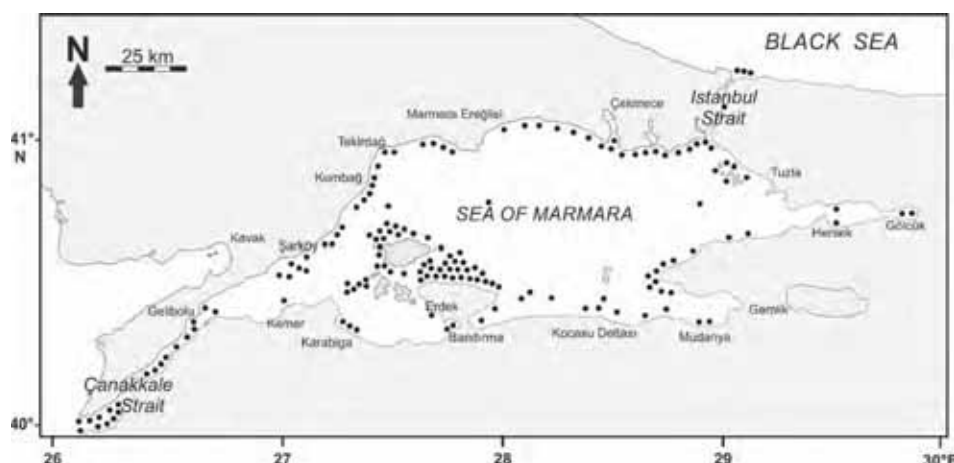 BLACK SEA
N
25 km
Istanbul
Strait
Çekmece
Marmara Ereğlisi
41°
N
Tekirdağ
Kumbağ
Tuzla
SEA OF MARMARA
Kavak
Şarköy
Hersek
Gölcük
Gelibolu
Kemer
Erdek
Gemlik
Karabiga
Bandırma
Kocasu Deltası
Mudanya
Çanakkale
Strait
40°
26
27
28
29
30°E